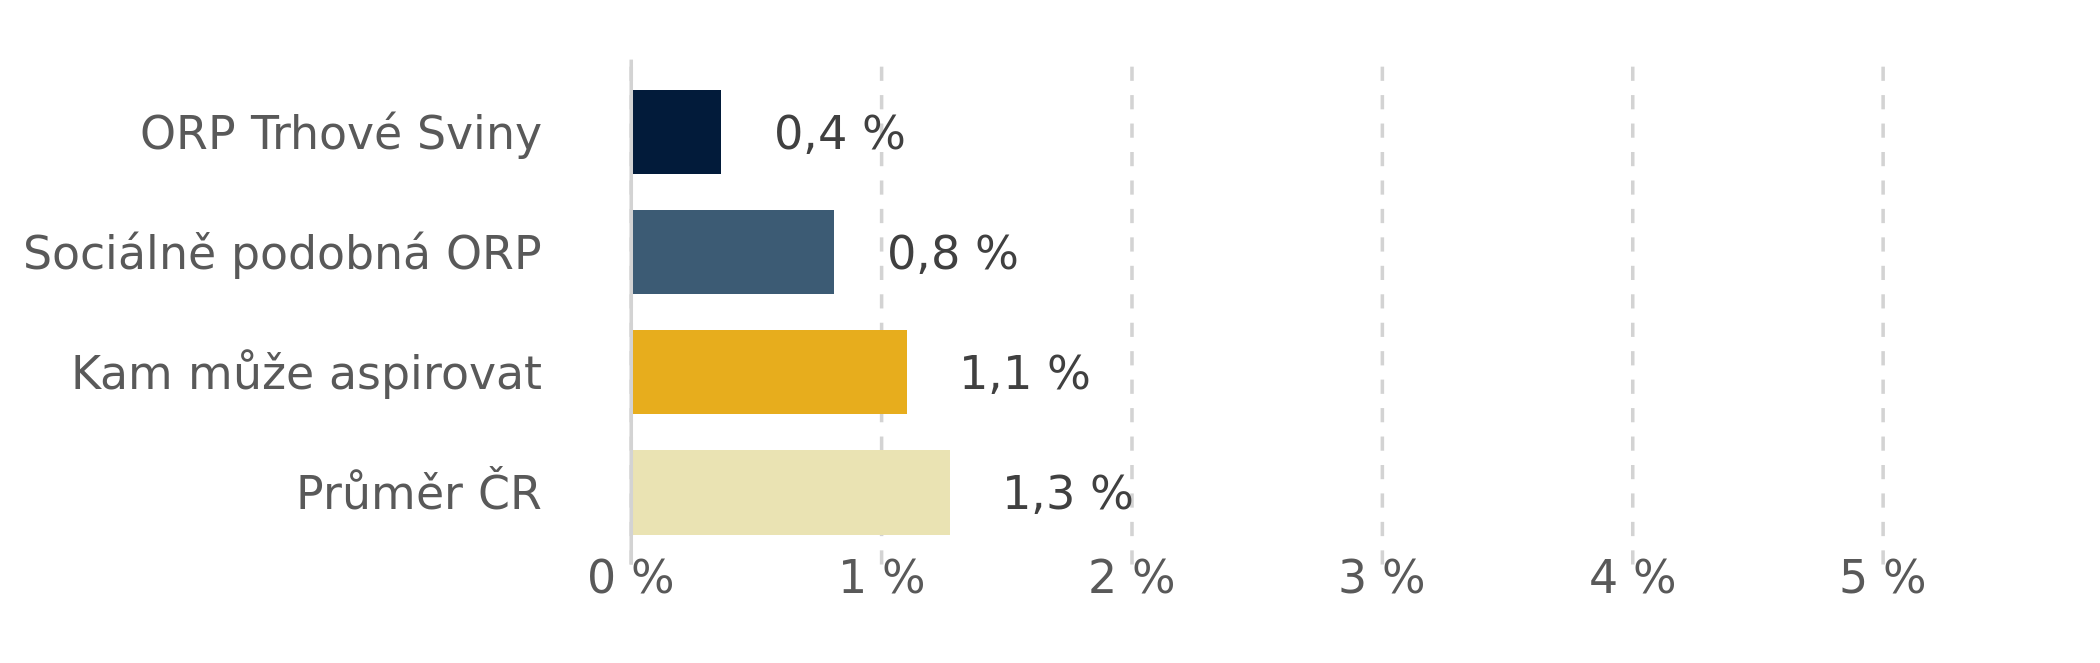 ORP Trhové Sviny 0,4 %
Sociálně podobná ORP 0,8 %
Kam může aspirovat 1,1 %
Průměr ČR 1,3 %
0 % 1 % 2 % 3 % 4 % 5 %